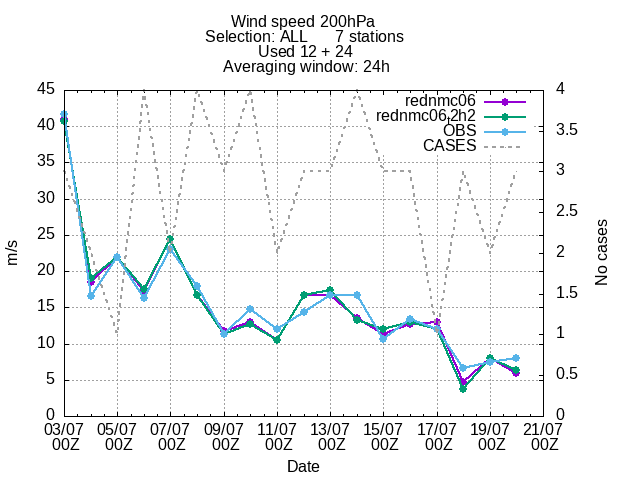 Wind speed 200hPa
Selection: ALL 7 stations
Used 12 + 24
Averaging window: 24h
rednmc06
rednmc06,2h2
OBS
CASES
m/s
45
40
35
30
25
20
15
10
5
0
4
3.5
3
2.5
2
1.5
1
0.5
0
No cases
03/07 05/07 07/07 09/07 11/07 13/07 15/07 17/07 19/07 21/07
00Z 00Z 00Z 00Z 00Z 00Z 00Z 00Z 00Z 00Z
Date